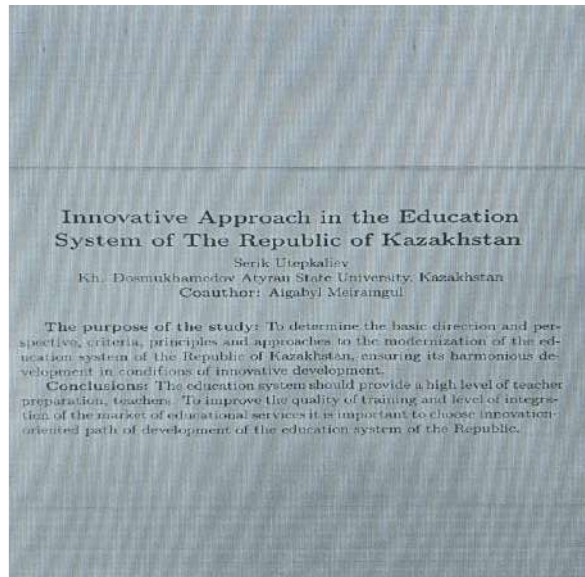 Innovative Approach in the Education
System of The Republic of Kazakhstan
Serik Utepkaliev
Kh. Dosmukhamedov Atyrau State University, Kazakhstan
Coauthor: Aigabyl Meiramgul
The purpose of the study: To determine the basic direction and per-
spective, criteria, principles and approaches to the modernization of the ed-
ucation system of the Republic of Kazakhstan, ensuring its harmonious de-
velopment in conditions of innovative development.
Conclusions: The education system should provide a high level of teacher
preparation, teachers. To improve the quality of training and level of integra-
tion of the market of educational services it is important to choose innovation-
oriented path of development of the education system of the Republic.